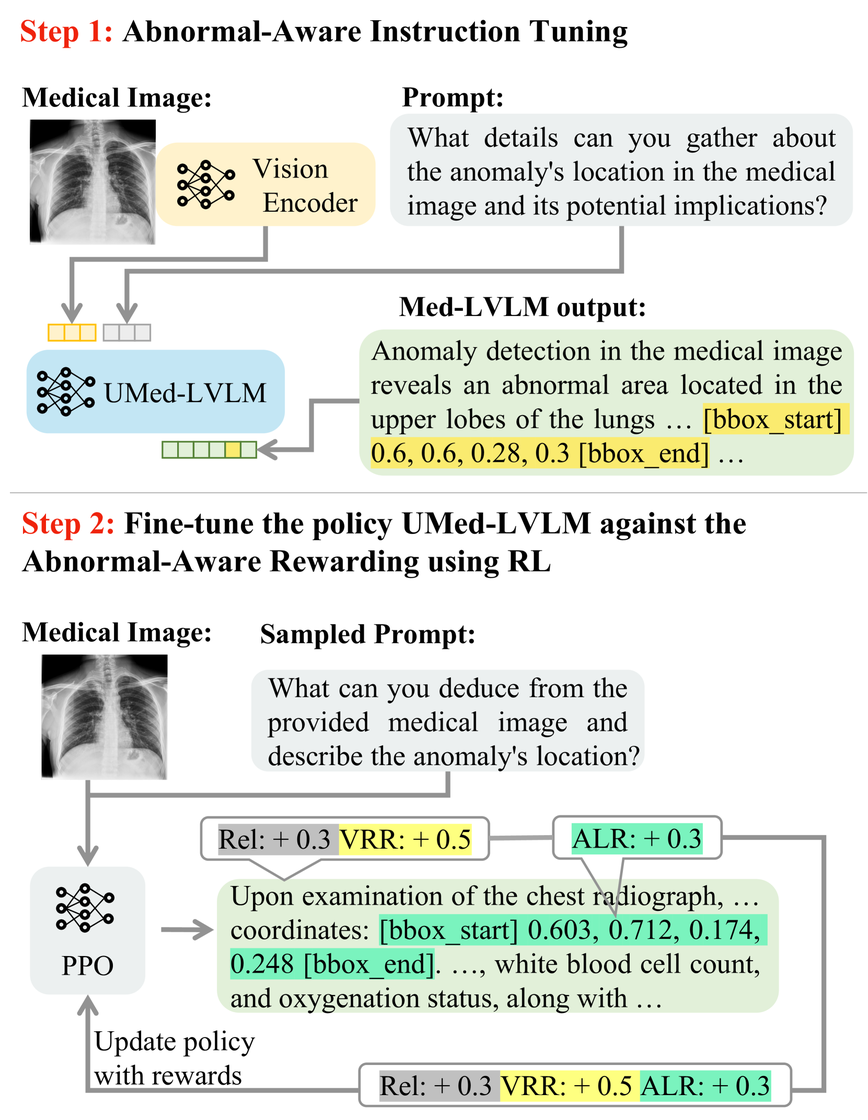 Step 1: Abnormal-Aware Instruction Tuning
Medical Image:
Prompt:
Vision
Encoder
What details can you gather about
the anomaly's location in the medical
image and its potential implications?
Med-LVLM output:
UMed-LVLM
Anomaly detection in the medical image
reveals an abnormal area located in the
upper lobes of the lungs … [bbox_start]
0.6, 0.6, 0.28, 0.3 [bbox_end] …
Step 2: Fine-tune the policy UMed-LVLM against the
Abnormal-Aware Rewarding using RL
Medical Image:
Sampled Prompt:
What can you deduce from the
provided medical image and
describe the anomaly's location?
Rel: + 0.3 VRR: + 0.5
ALR: + 0.3
PPO
Upon examination of the chest radiograph, …
coordinates: [bbox_start] 0.603, 0.712, 0.174,
0.248 [bbox_end]. …, white blood cell count,
and oxygenation status, along with …
Update policy
with rewards
Rel: + 0.3 VRR: + 0.5 ALR: + 0.3